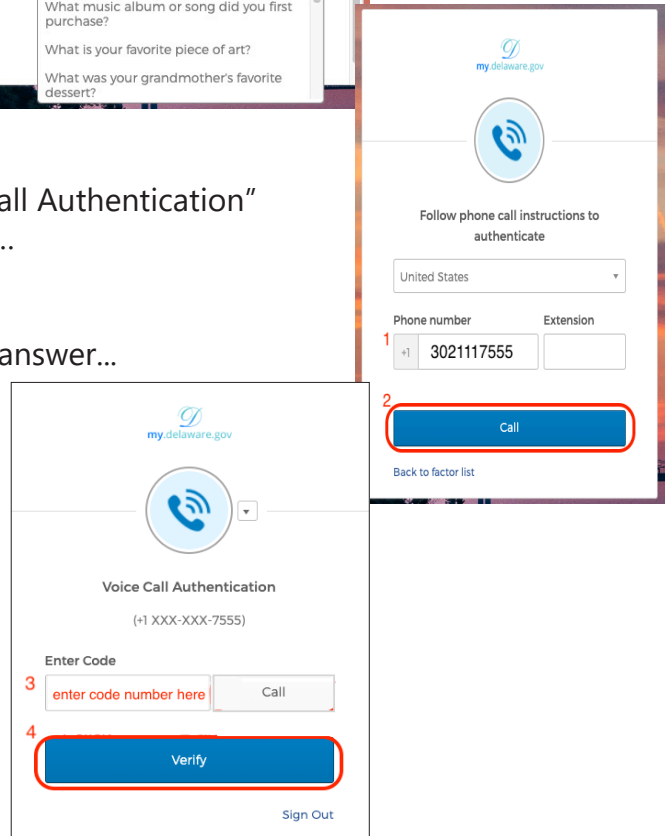 What music album or song did you first
purchase?
What is your favorite piece of art?
What was your grandmother's favorite
dessert?
my.delaware.gov
all Authentication"
..
Follow phone call instructions to
authenticate
United States
Phone number Extension
1
+1 3021117555
answer...
2
Call
Back to factor list
my.delaware.gov
Voice Call Authentication
(+1 XXX-XXX-7555)
Enter Code
3
enter code number here Call
4
Verify
Sign Out